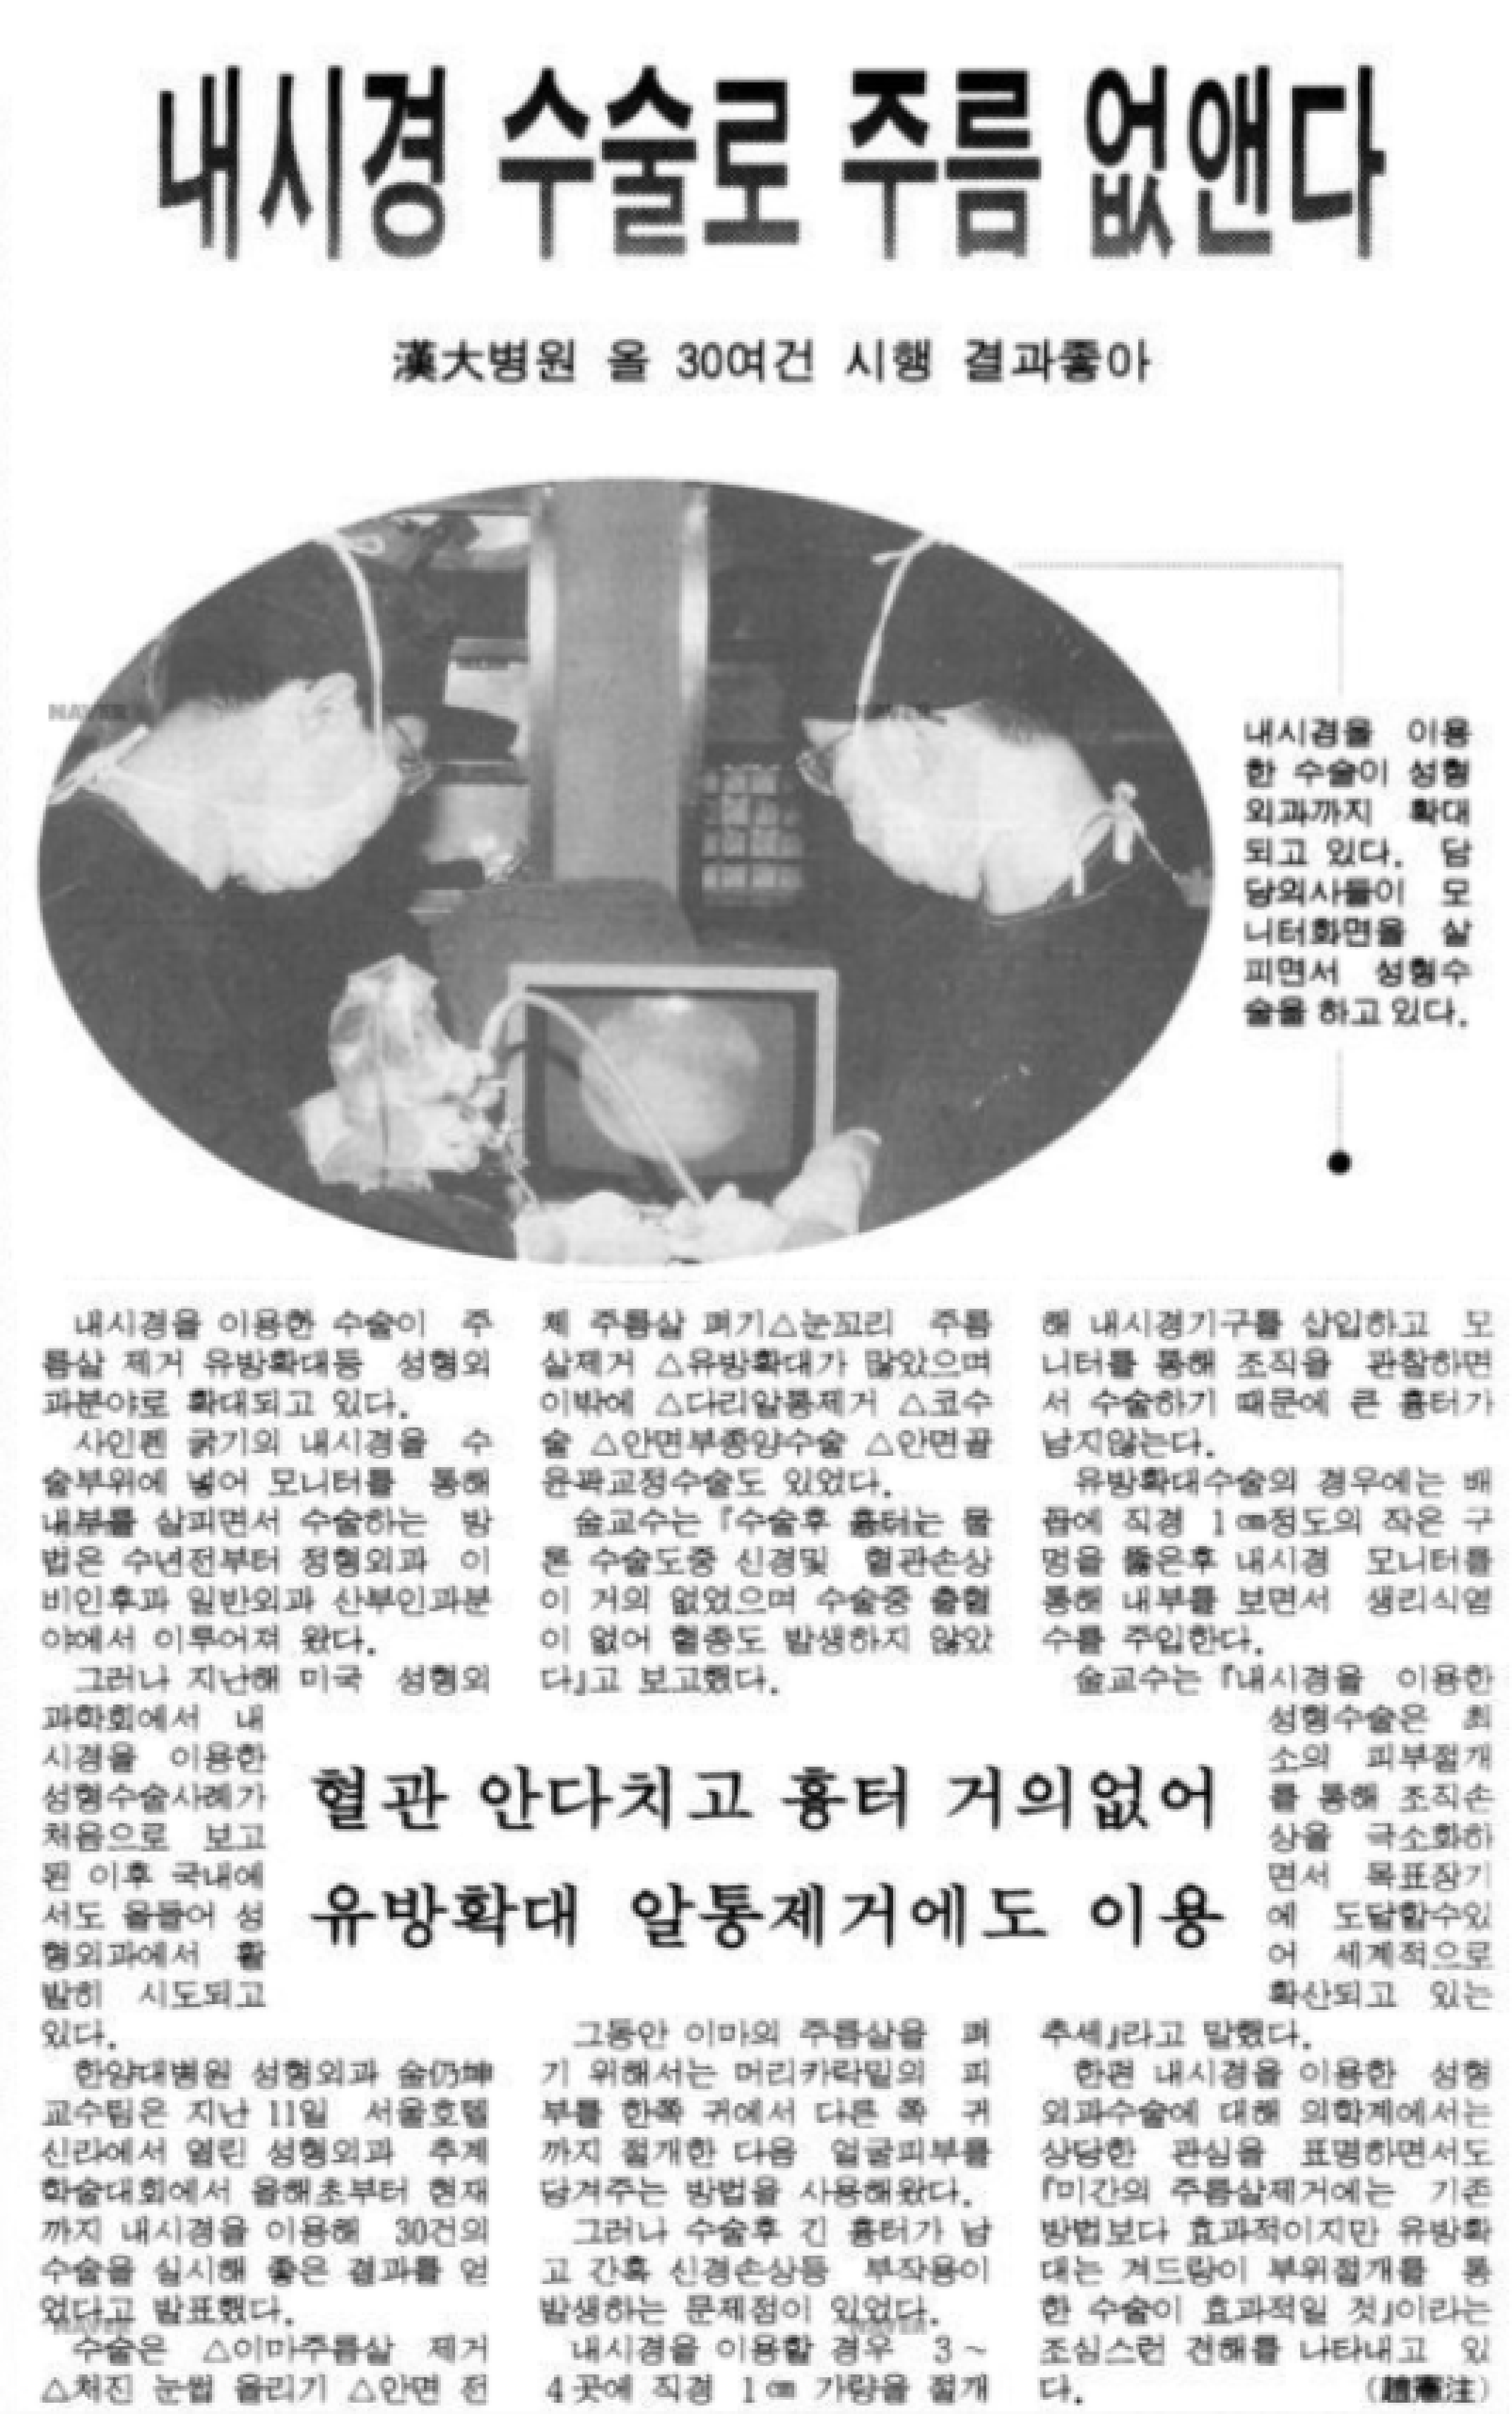 내시경 수술로 주름 없앤다
漢大병원 올 30여건 시행 결과좋아
내시경을 이용
한 수술이 성형
외과까지 확대
되고 있다. 담
당의사들이 모
니터화면을 살
피면서 성형수
술을 하고 있다.
내시경을 이용한 수술이 주
름살 제거 유방확대등 성형외
과분야로 확대되고 있다.
사인펜 굵기의 내시경을 수
술부위에 넣어 모니터를 통해
내부를 살피면서 수술하는 방
법은 수년전부터 정형외과 이
비인후과 일반외과 산부인과분
야에서 이루어져 왔다.
그러나 지난해 미국 성형외
과학회에서 내
시경을 이용한
성형수술사례가
처음으로 보고
된 이후 국내에
서도 올들어 성
형외과에서 활
발히 시도되고
있다.
한양대병원 성형외과
교수팀은 지난 11일 서울호텔
신라에서 열린 성형외과 추계
학술대회에서 올해초부터 현재
까지 내시경을 이용해 30건의
수술을 실시해 좋은 결과를 얻
었다고 발표했다.
수술은 △이마주름살 제거
△처진 눈썹 올리기 △안면 전
체 주름살 펴기△눈꼬리 주름
살제거 △유방확대가 많았으며
이밖에 △다리알통제거 △코수
술 △안면부종양수술 △안면골
윤곽교정수술도 있었다.
「수술후 흉터는 물
론 수술도중 신경및 혈관손상
이 거의 없었으며 수술중 출혈
이 없어 혈종도 발생하지 않았
다」고 보고했다.
혈관 안다치고 흉터 거의없어
유방확대 알통제거에도 이용
그동안 이마의 주름살을 펴
기 위해서는 머리카락밑의 피
부를 한쪽 귀에서 다른 쪽 귀
까지 절개한 다음 얼굴피부를
당겨주는 방법을 사용해왔다.
그러나 수술후 긴 흉터가 남
고 간혹 신경손상등 부작용이
발생하는 문제점이 있었다.
내시경을 이용할 경우 3~
4곳에 직경 1㎝ 가량을 절개
해 내시경기구를 삽입하고 모
니터를 통해 조직을 관찰하면
서 수술하기 때문에 큰 흉터가
남지않는다.
유방확대수술의 경우에는 배
꼽에 직경 1㎝정도의 작은 구
멍을 뚫은후 내시경 모니터를
통해 내부를 보면서 생리식염
수를 주입한다.
「내시경을 이용한
성형수술은 최
소의 피부절개
를 통해 조직손
상을 극소화하
면서 목표장기
에 도달할수있
어 세계적으로
확산되고 있는
추세」라고 말했다.
한편 내시경을 이용한 성형
외과수술에 대해 의학계에서는
상당한 관심을 표명하면서도
「미간의 주름살제거에는 기존
방법보다 효과적이지만 유방확
대는 겨드랑이 부위절개를 통
한 수술이 효과적일 것」이라는
조심스런 견해를 나타내고 있
다.
(趙憲注)